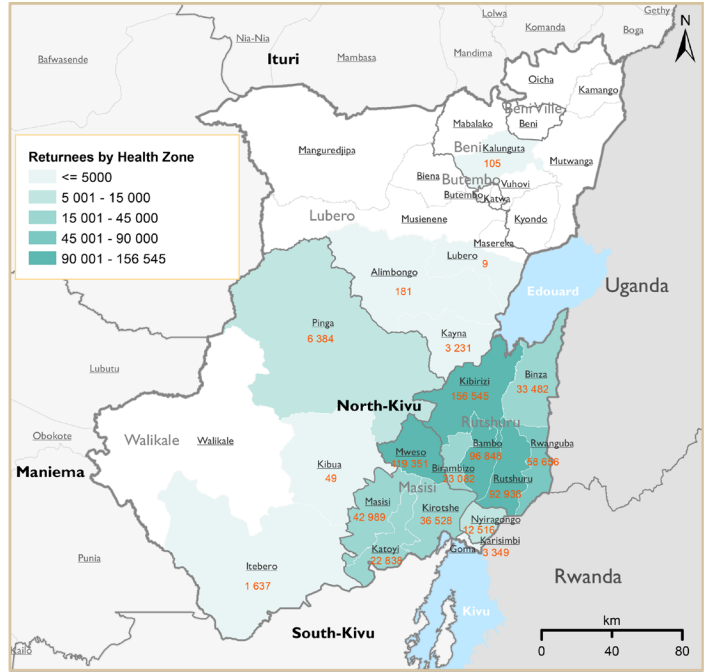 Gethy
Lolwa
Komanda
Boga
N
Nia-Nia
Mandima
Bafwasende
Ituri
Mambasa
Oicha
Kamango
Beni Ville
Mabalako
Beni
Returnees by Health Zone
<= 5000
5 001 - 15 000
15 001 - 45 000
45 001 - 90 000
90 001 - 156 545
Manguredjipa
Beni
Kalunguta
105
Mutwanga
Biena
Butembo
Vuhovi
Butembo
Katwa
Lubero
Musienene
Kyondo
Masereka
Lubero
9
Alimbongo
181
Edouard
Uganda
Pinga
6 384
Kayna
3 231
Lubutu
Binza
33 482
Kibirizi
156 545
North-Kivu
Rutshuru
Obokote
Walikale
Walikale
Bambo
96 848
Rwanguba
Mweso
Kibua
49
Birambizo
Maniema
Rutshuru
Masisi
Masisi
42 989
Kirotshe
36 528
Nyiragongo
12 516
Karisimbi
3 349
Katoyi
22 838
Goma
Punia
Itebero
1 637
Rwanda
Kivu
South-Kivu
km
0
40
80
Kailo